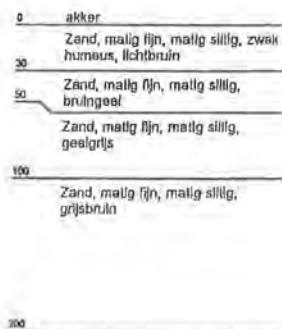 0 akker
Zand, matig fijn, matig siltig, zwak
humeus, lichtbruin
30
Zand, matig fijn, matig siltig,
bruingeel
50
Zand, matig fijn, matig siltig,
geelgrijs
100
Zand, matig fijn, matig siltig,
grijsbruin
200